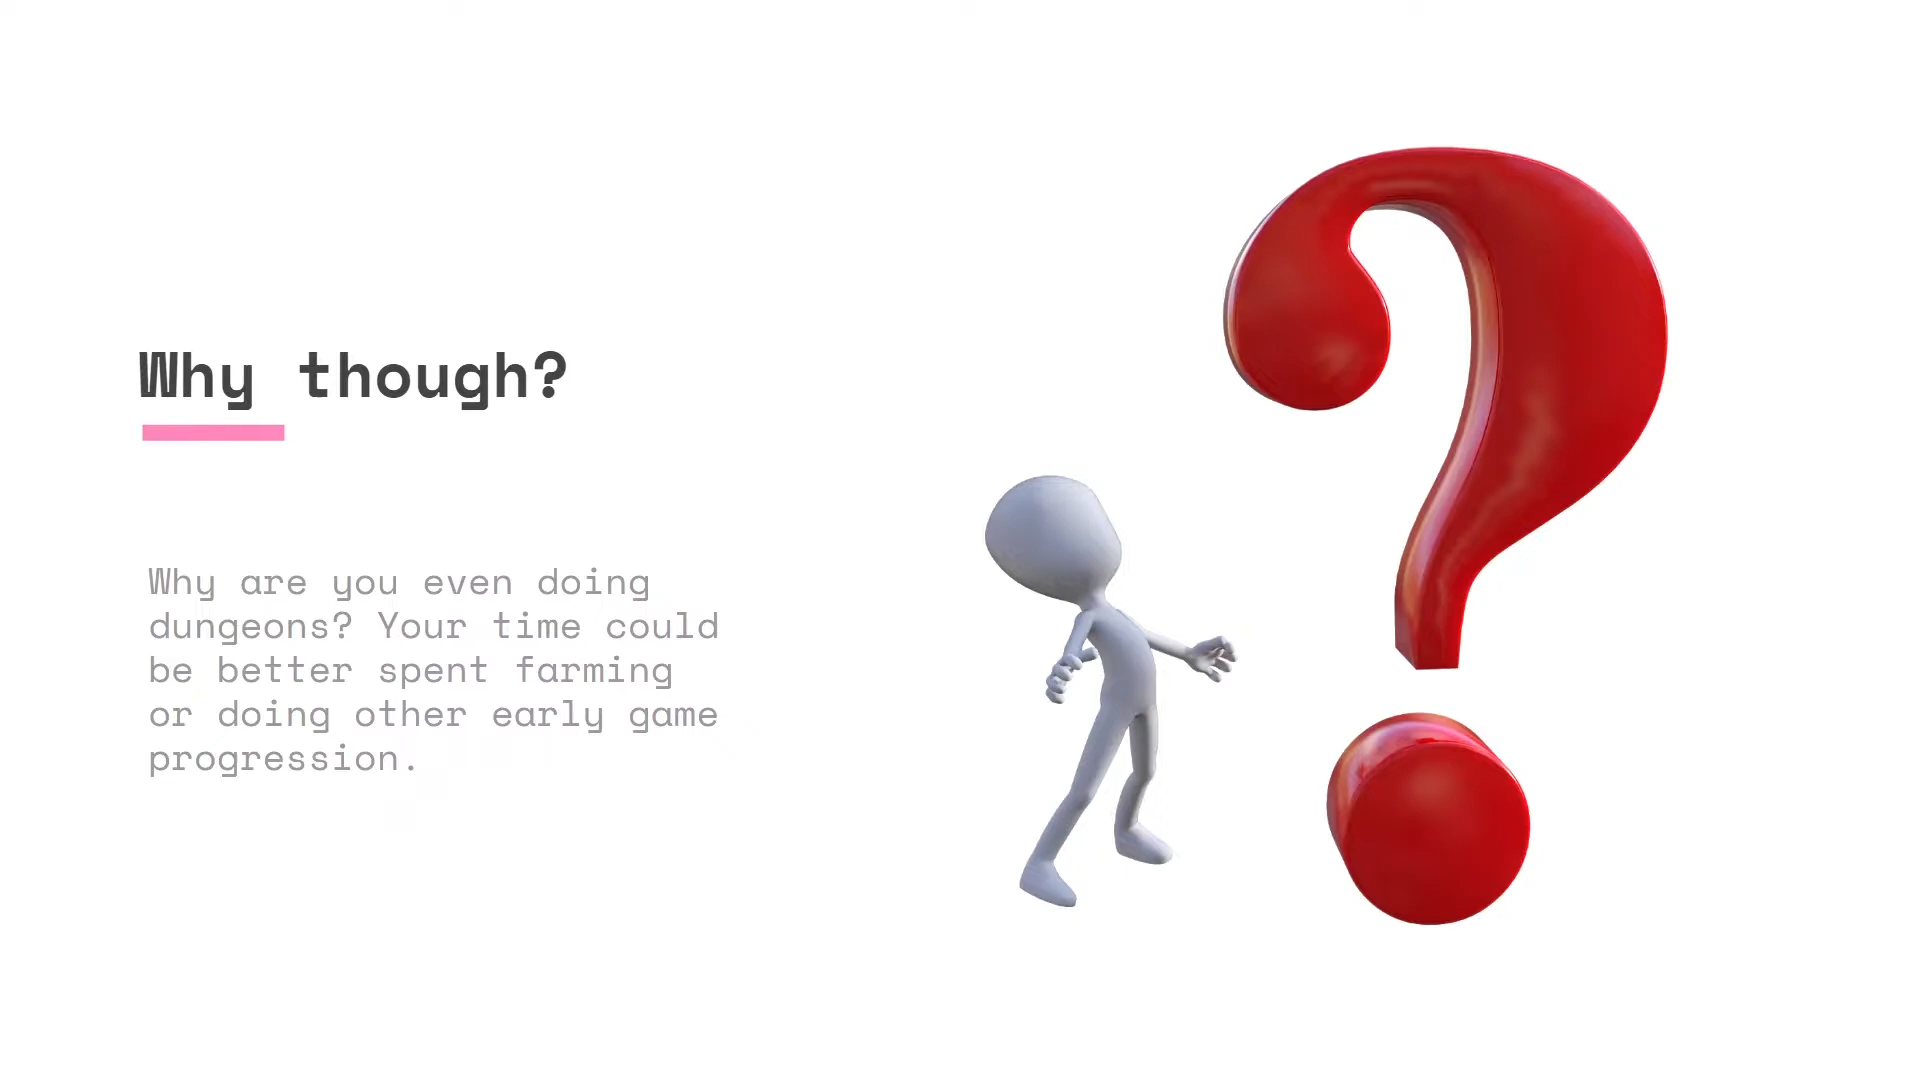 Why though?
Why are you even doing
dungeons? Your time could
be better spent farming
or doing other early game
progression.